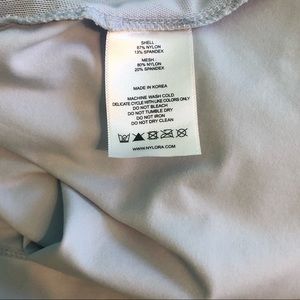 SHELL
87% NYLON
13% SPANDEX
MESH
80% NYLON
20% SPANDEX
MADE IN KOREA
MACHINE WASH COLD
DELICATE CYCLE WITH LIKE COLORS ONLY
DO NOT BLEACH
DO NOT TUMBLE DRY
DO NOT IRON
DO NOT DRY CLEAN
WWW.NYLORA.COM